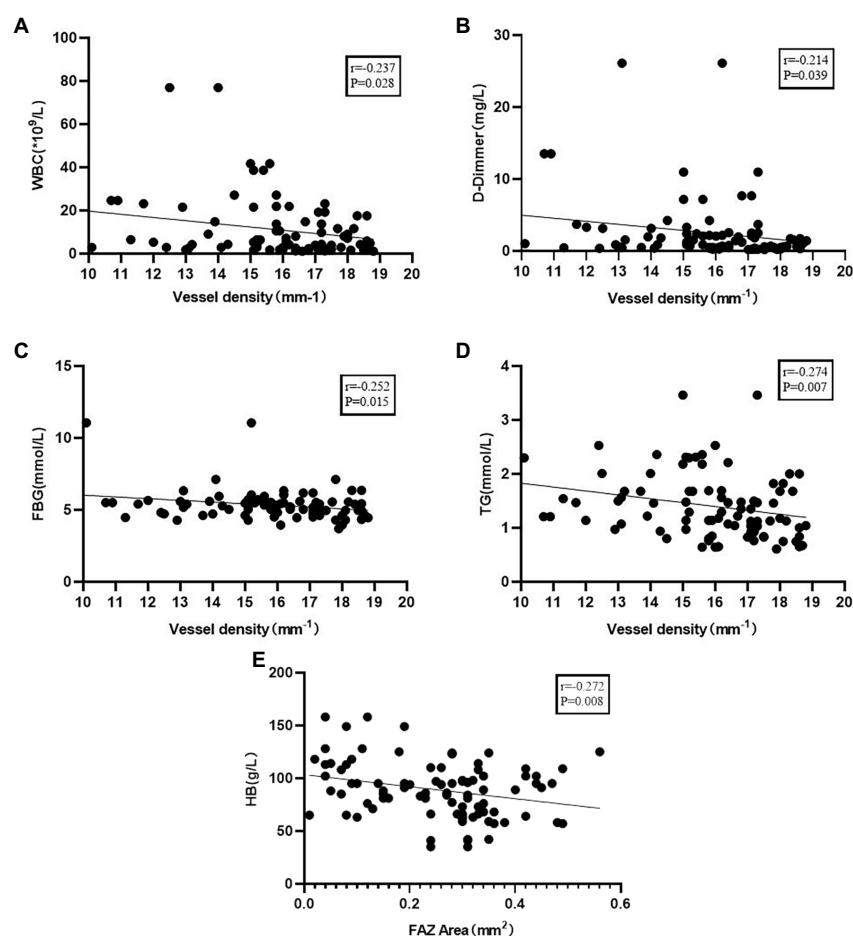 A
WBC(*10⁹/L)
100
80
60
40
20
0
r=-0.237
P=0.028
10 11 12 13 14 15 16 17 18 19 20
Vessel density(mm-1)
B
D-Dimmer(mg/L)
30
20
10
0
r=-0.214
P=0.039
10 11 12 13 14 15 16 17 18 19 20
Vessel density(mm⁻¹)
C
FBG(mmol/L)
15
10
5
0
r=-0.252
P=0.015
10 11 12 13 14 15 16 17 18 19 20
Vessel density(mm⁻¹)
D
TG(mmol/L)
4
3
2
1
0
r=-0.274
P=0.007
10 11 12 13 14 15 16 17 18 19 20
Vessel density(mm⁻¹)
E
HB(g/L)
200
150
100
50
0
r=-0.272
P=0.008
0.0 0.2 0.4 0.6
FAZ Area(mm²)